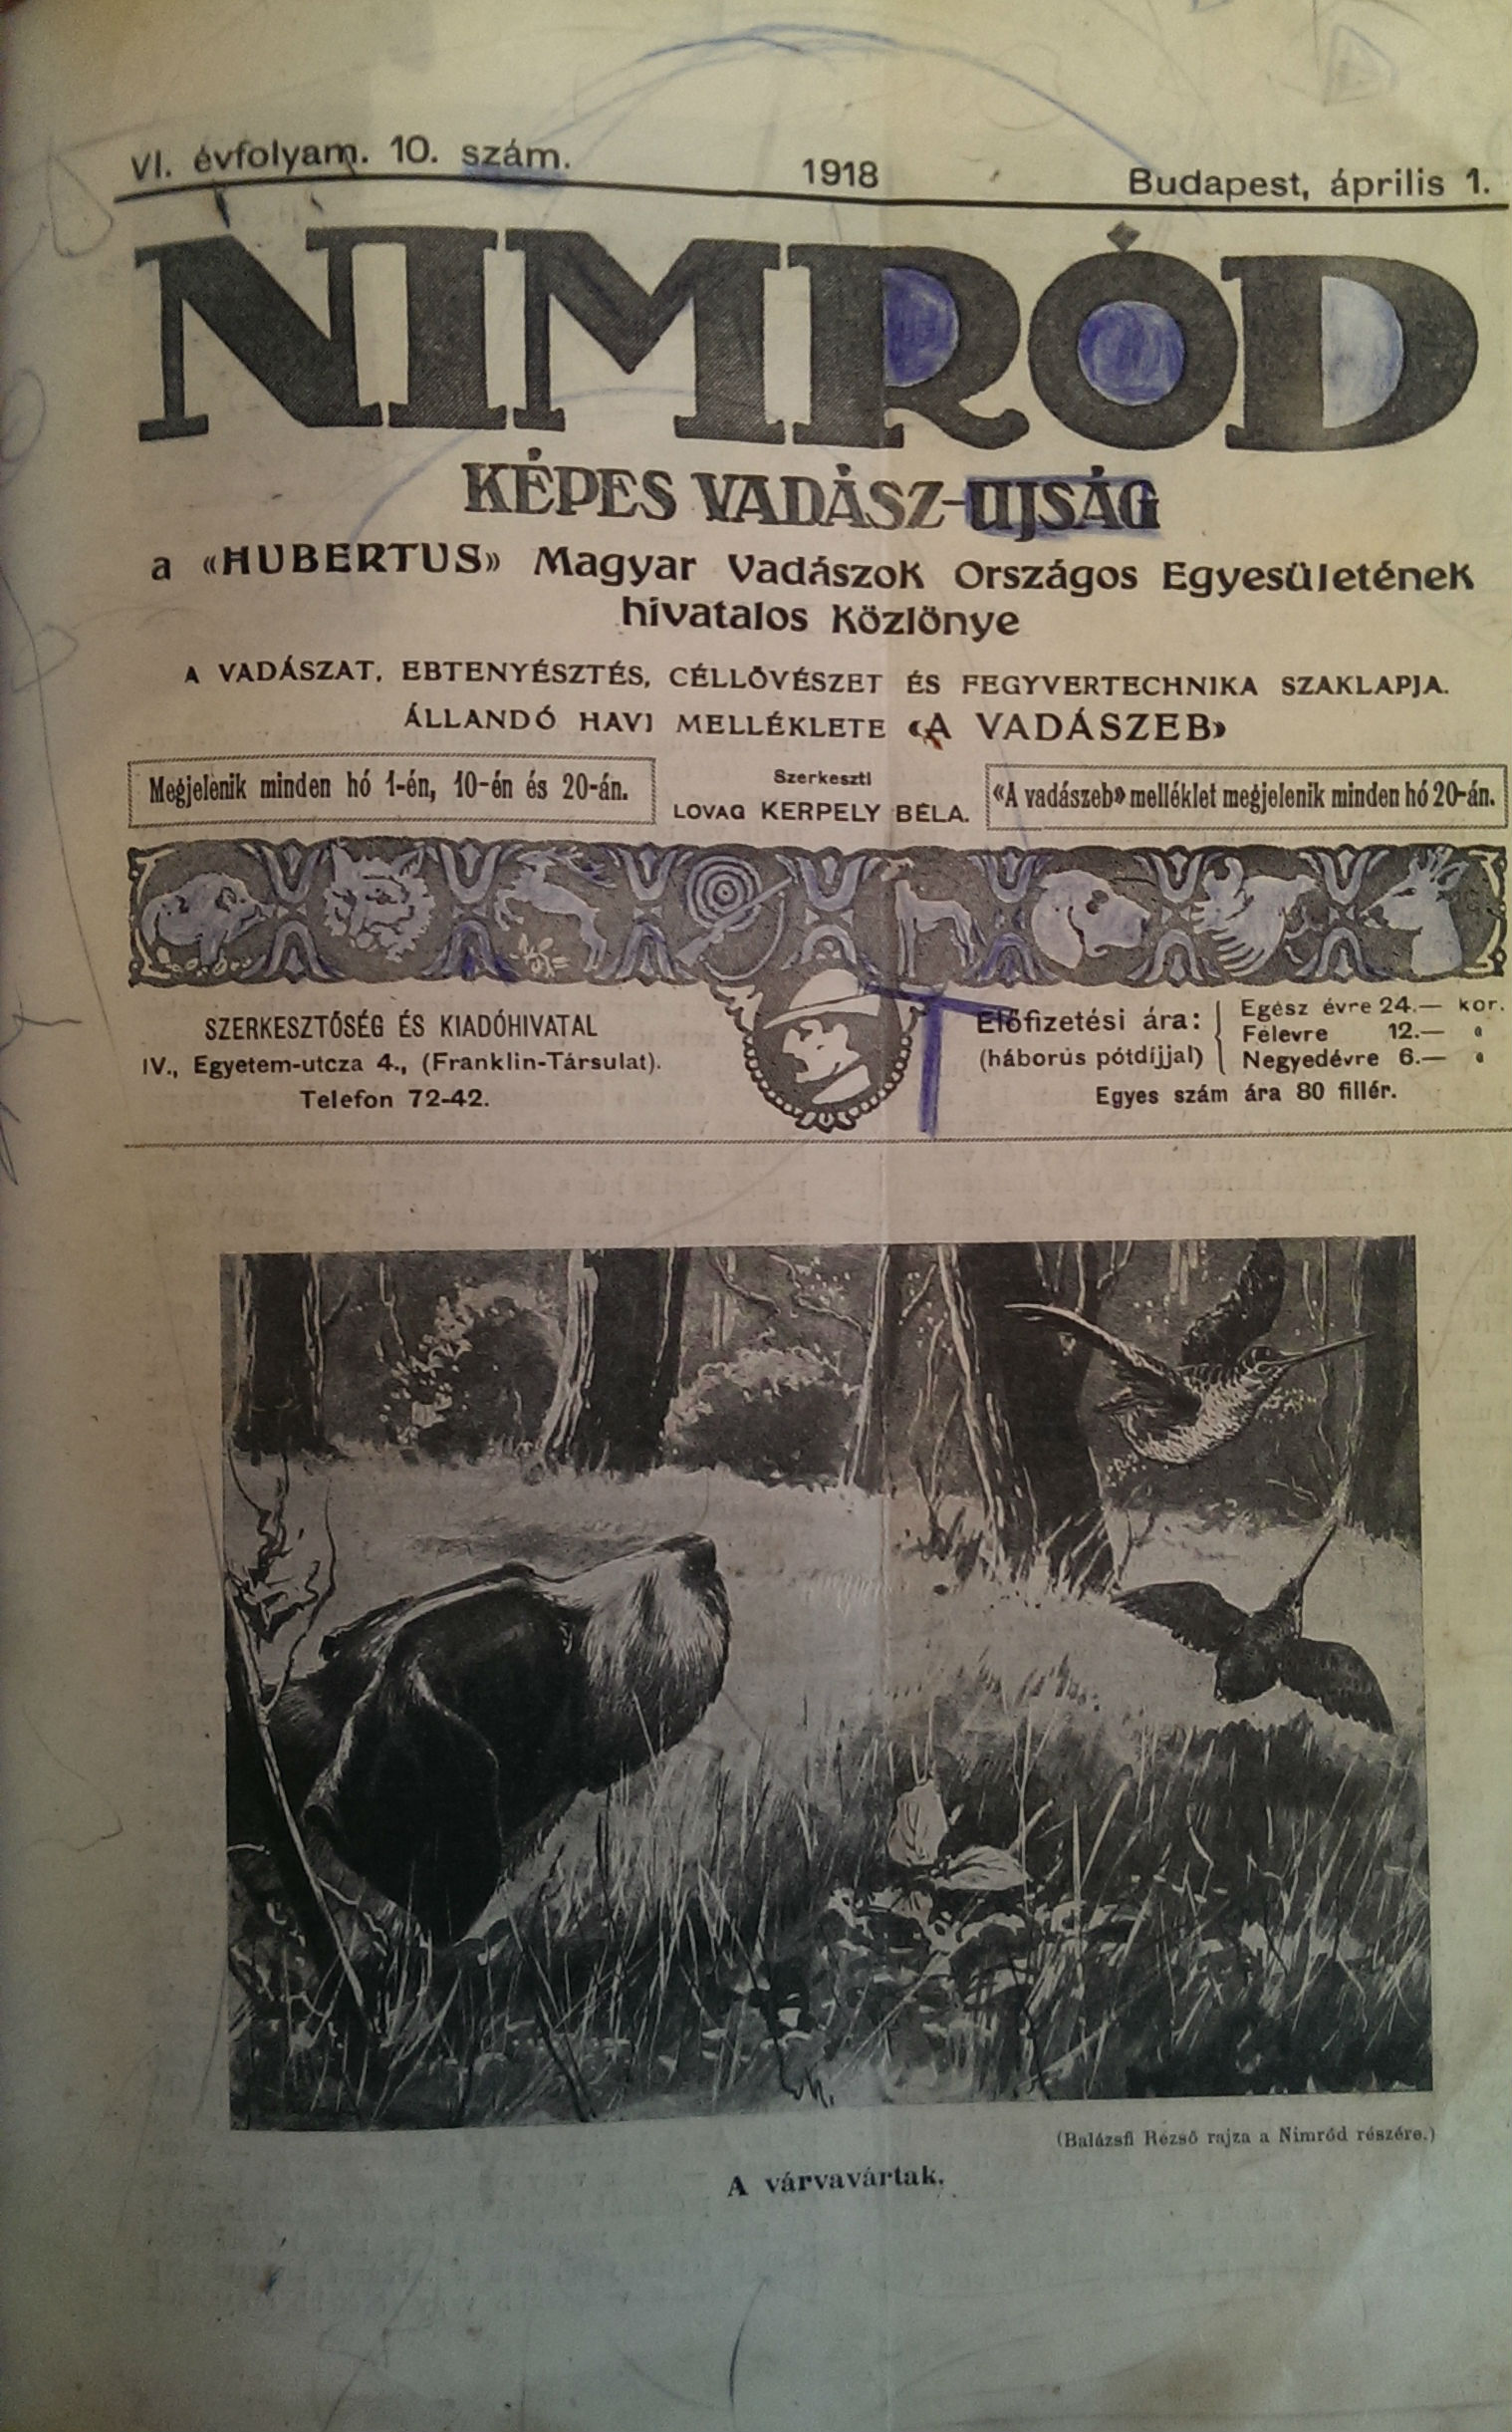 VI. évfolyam. 10. szám. 1918 Budapest, április 1.
NIMRÓD
KÉPES VADÁSZ-UJSÁG
a «HUBERTUS» Magyar Vadászok Országos Egyesületének
hivatalos Közlönye
A VADÁSZAT, EBTENYÉSZTÉS, CÉLLÖVÉSZET ÉS FEGYVERTECHNIKA SZAKLAPJA.
ÁLLANDÓ HAVI MELLÉKLETE «A VADÁSZEB»
Megjelenik minden hó 1-én, 10-én és 20-án.
Szerkeszti
LOVAG KERPELY BÉLA.
«A vadászeb» melléklet megjelenik minden hó 20-án.
SZERKESZTŐSÉG ÉS KIADÓHIVATAL
IV., Egyetem-utcza 4., (Franklin-Társulat).
Telefon 72-42.
Előfizetési ára:
(háborús pótdíjjal)
Egész évre 24.— kor.
Félevre 12.— «
Negyedévre 6.— «
Egyes szám ára 80 fillér.
(Balázsfi Rezső rajza a Nimród részére.)
A várvavártak.